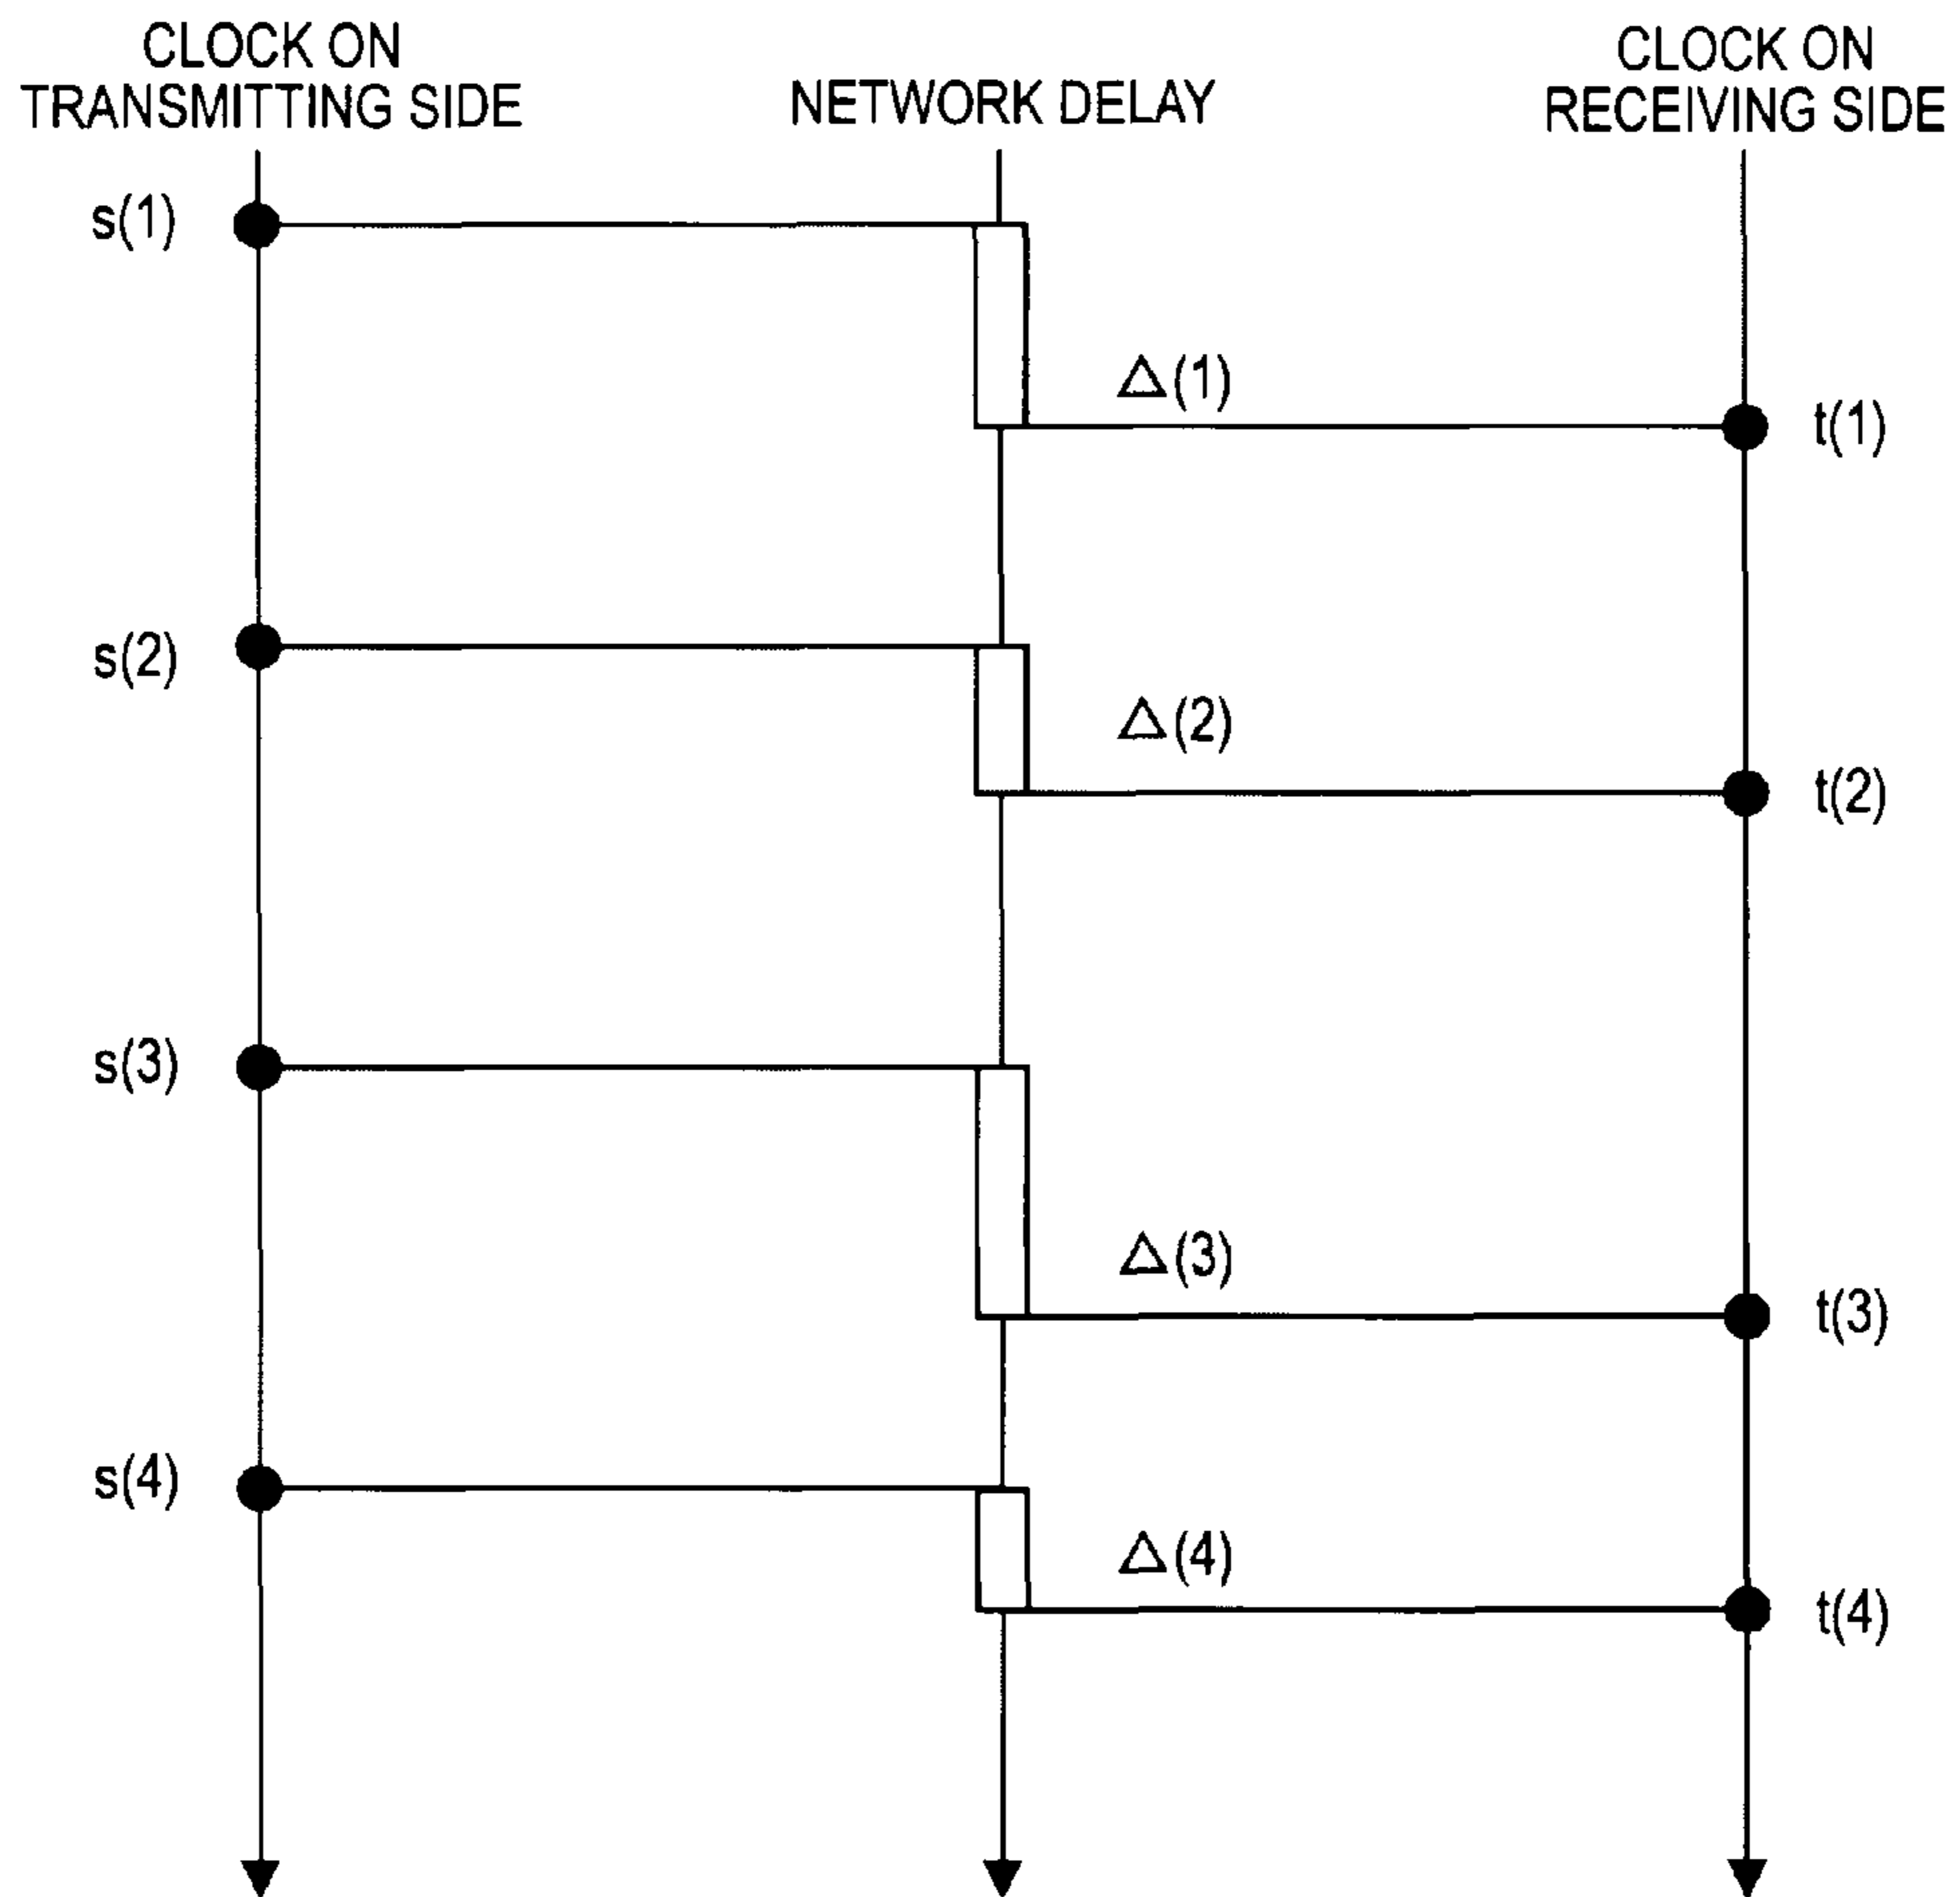 CLOCK ON
TRANSMITTING SIDE
NETWORK DELAY
CLOCK ON
RECEIVING SIDE
s(1)
△(1)
t(1)
s(2)
△(2)
t(2)
s(3)
△(3)
t(3)
s(4)
△(4)
t(4)